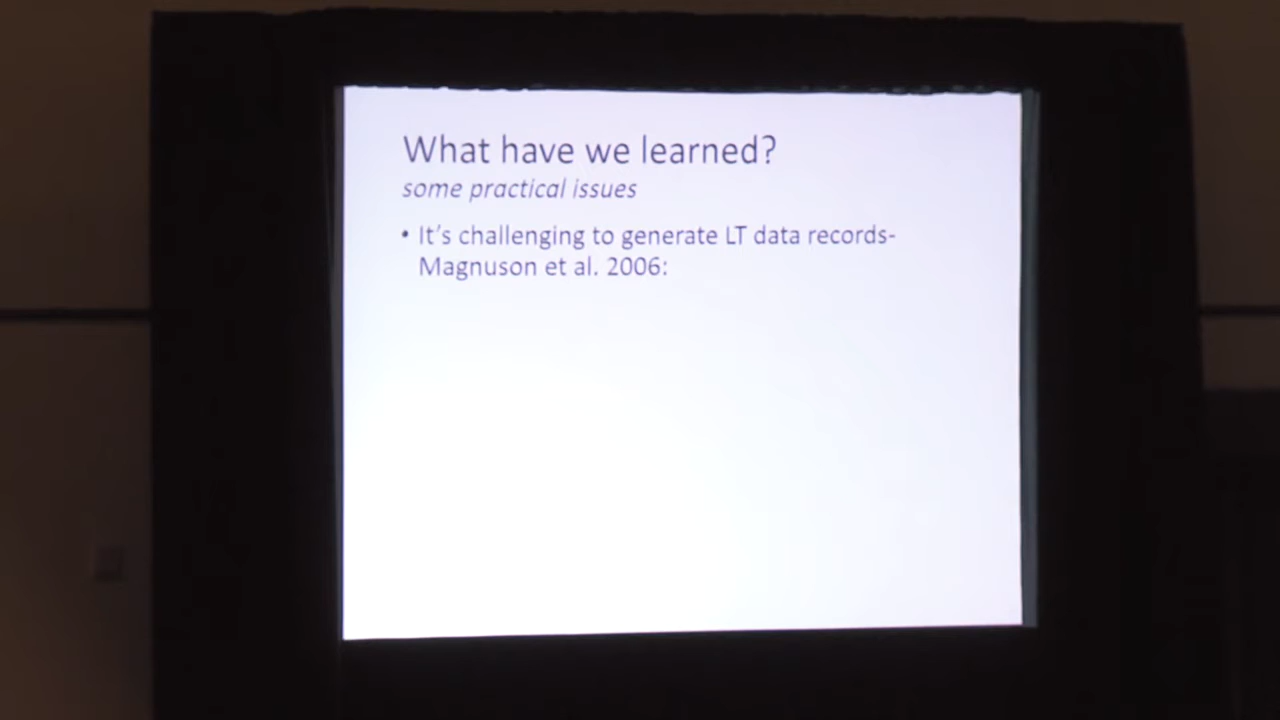 What have we learned?
some practical issues
• It's challenging to generate LT data records-
Magnuson et al. 2006: